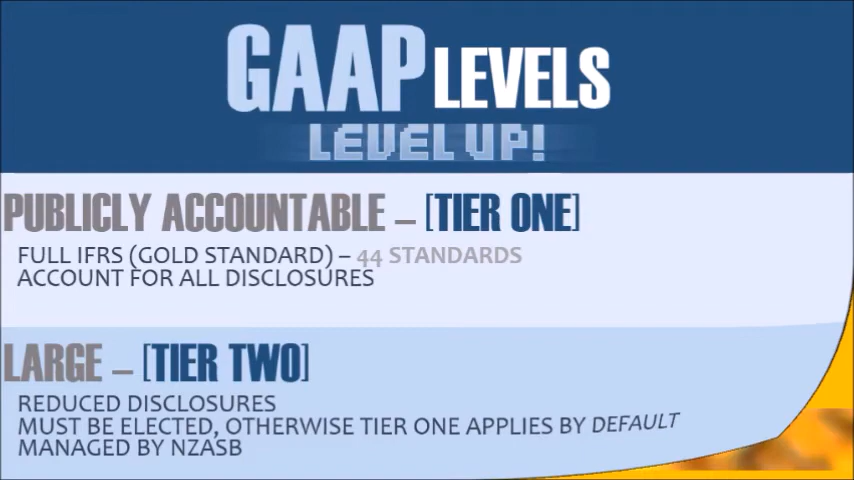 GAAP LEVELS
LEVEL UP!
PUBLICLY ACCOUNTABLE – [TIER ONE]
FULL IFRS (GOLD STANDARD) – 44 STANDARDS
ACCOUNT FOR ALL DISCLOSURES
LARGE – [TIER TWO]
REDUCED DISCLOSURES
MUST BE ELECTED, OTHERWISE TIER ONE APPLIES BY DEFAULT
MANAGED BY NZASB